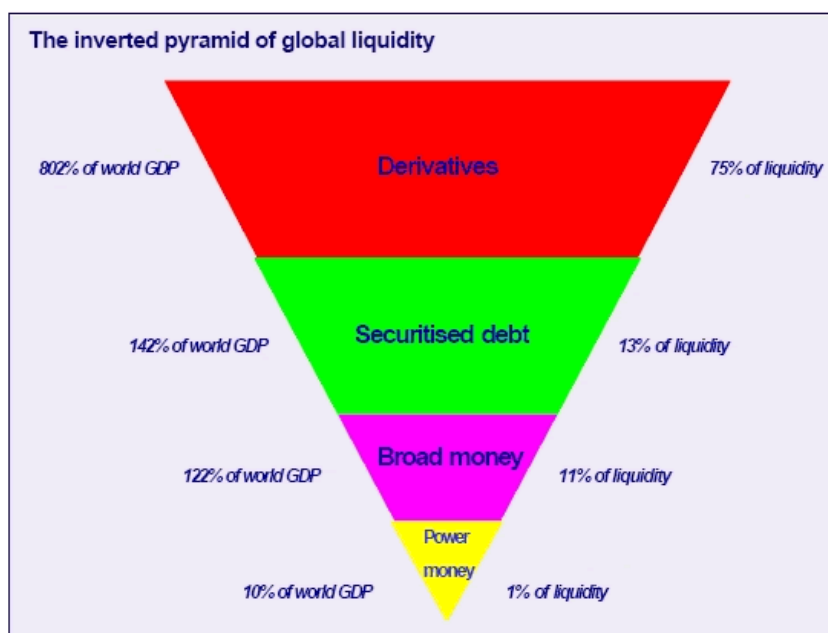 The inverted pyramid of global liquidity
802% of world GDP
Derivatives
75% of liquidity
142% of world GDP
Securitised debt
13% of liquidity
122% of world GDP
Broad money
11% of liquidity
10% of world GDP
Power
money
1% of liquidity